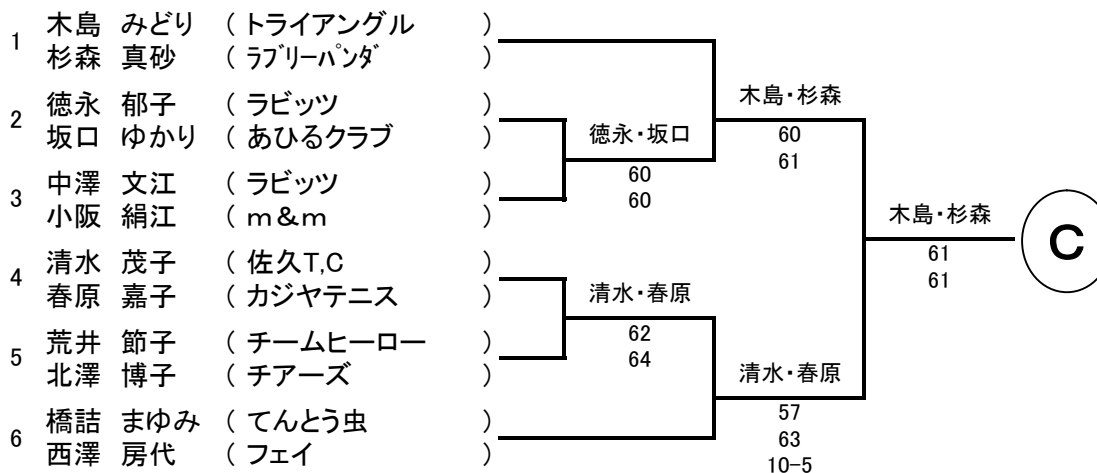 1
木島 みどり ( トライアングル )
杉森 真砂 ( ラブリーパンダ )
2
徳永 郁子 ( ラビッツ )
坂口 ゆかり ( あひるクラブ )
3
中澤 文江 ( ラビッツ )
小阪 絹江 ( m&m )
4
清水 茂子 ( 佐久T,C )
春原 嘉子 ( カジヤテニス )
5
荒井 節子 ( チームヒーロー )
北澤 博子 ( チアーズ )
6
橋詰 まゆみ ( てんとう虫 )
西澤 房代 ( フェイ )
徳永・坂口
60
60
清水・春原
62
64
木島・杉森
60
61
清水・春原
57
63
10-5
木島・杉森
61
61
C